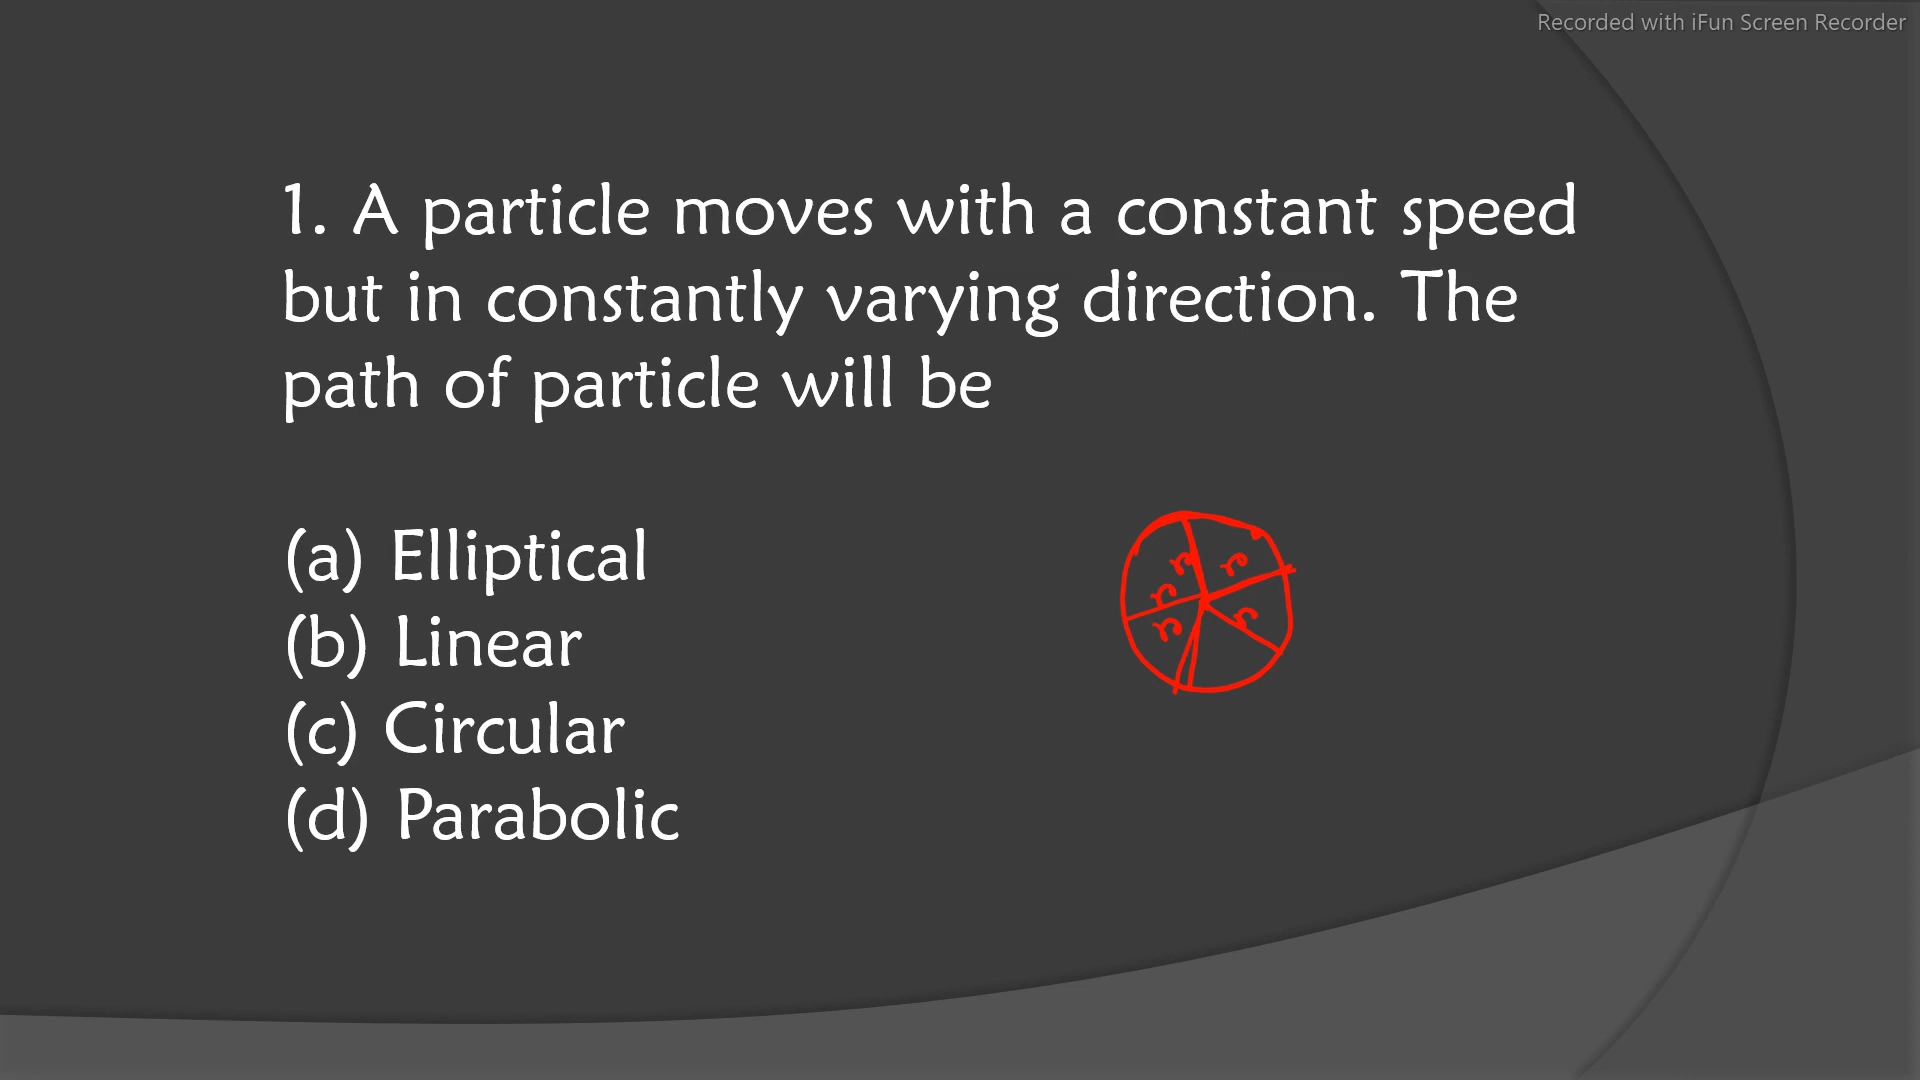 Recorded with iFun Screen Recorder
1. A particle moves with a constant speed
but in constantly varying direction. The
path of particle will be
(a) Elliptical
(b) Linear
(c) Circular
(d) Parabolic
r r
r r
r